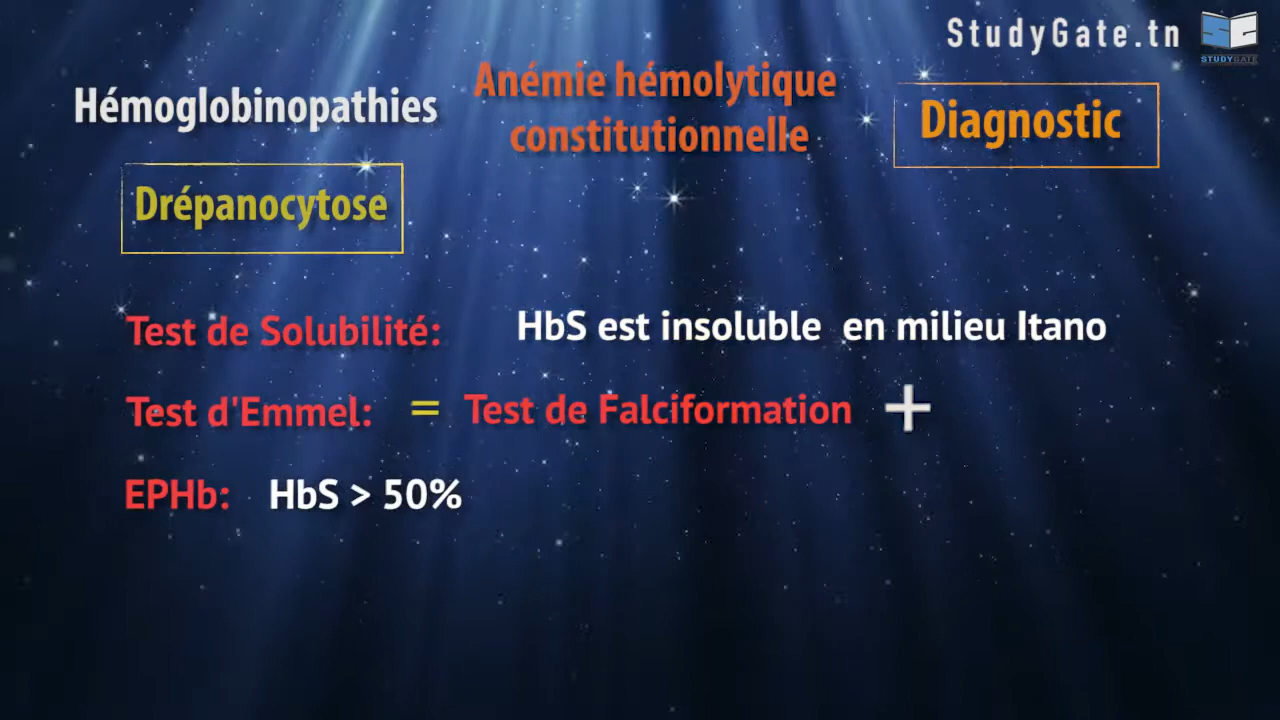 StudyGate.tn
STUDYGATE
Hémoglobinopathies
Anémie hémolytique
constitutionnelle
Diagnostic
Drépanocytose
Test de Solubilité: HbS est insoluble en milieu Itano
Test d'Emmel: = Test de Falciformation +
EPHb: HbS > 50%